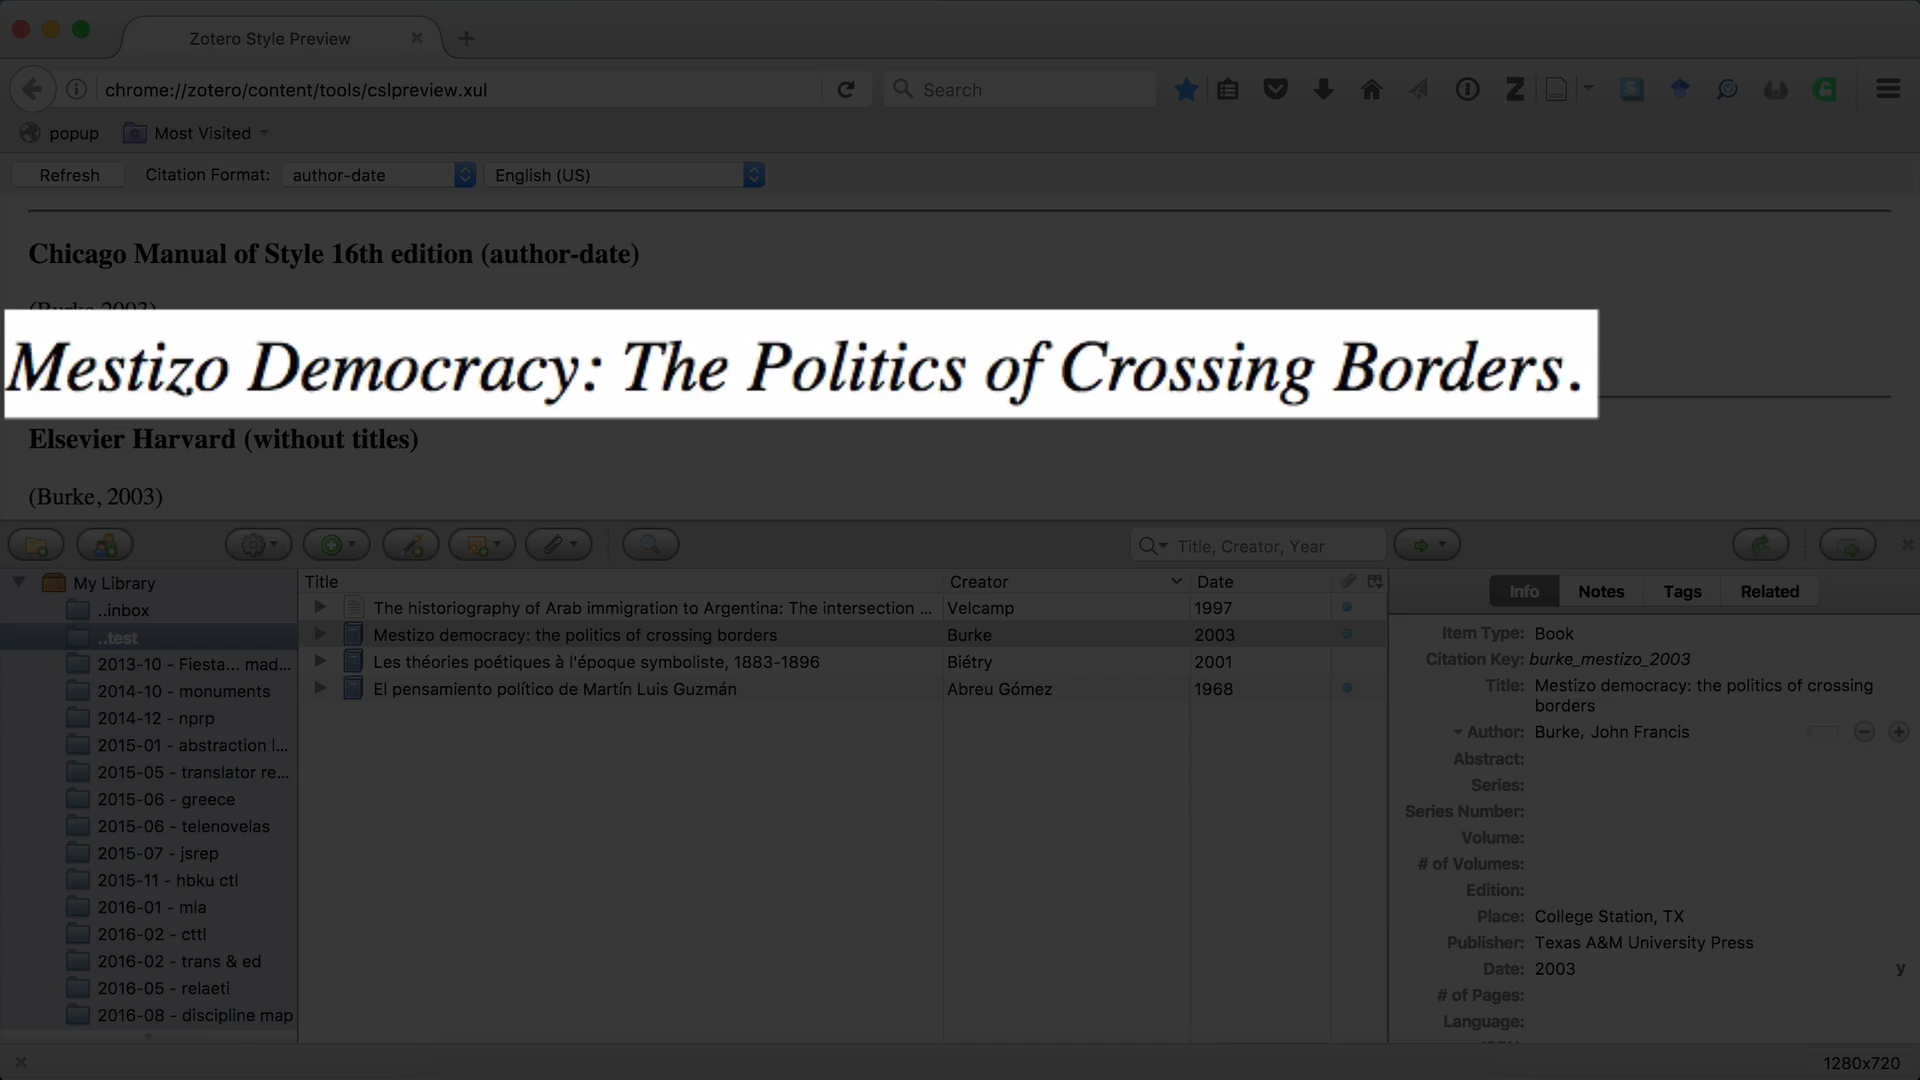 Zotero Style Preview
chrome://zotero/content/tools/cslpreview.xul
Search
popup
Most Visited
Refresh
Citation Format:
author-date
English (US)
Chicago Manual of Style 16th edition (author-date)
(Burke 2003)
Mestizo Democracy: The Politics of Crossing Borders.
Elsevier Harvard (without titles)
(Burke, 2003)
Title, Creator, Year
My Library
..inbox
..test
2013-10 - Fiesta... mad...
2014-10 - monuments
2014-12 - nprp
2015-01 - abstraction l...
2015-05 - translator re...
2015-06 - greece
2015-06 - telenovelas
2015-07 - jsrep
2015-11 - hbku ctl
2016-01 - mla
2016-02 - cttl
2016-02 - trans & ed
2016-05 - relaeti
2016-08 - discipline map
Title Creator Date
The historiography of Arab immigration to Argentina: The intersection ... Velcamp 1997
Mestizo democracy: the politics of crossing borders Burke 2003
Les théories poétiques à l'époque symboliste, 1883-1896 Biétry 2001
El pensamiento político de Martín Luis Guzmán Abreu Gómez 1968
Info Notes Tags Related
Item Type: Book
Citation Key: burke_mestizo_2003
Title: Mestizo democracy: the politics of crossing
borders
Author: Burke, John Francis
Abstract:
Series:
Series Number:
Volume:
# of Volumes:
Edition:
Place: College Station, TX
Publisher: Texas A&M University Press
Date: 2003 y
# of Pages:
Language:
1280x720